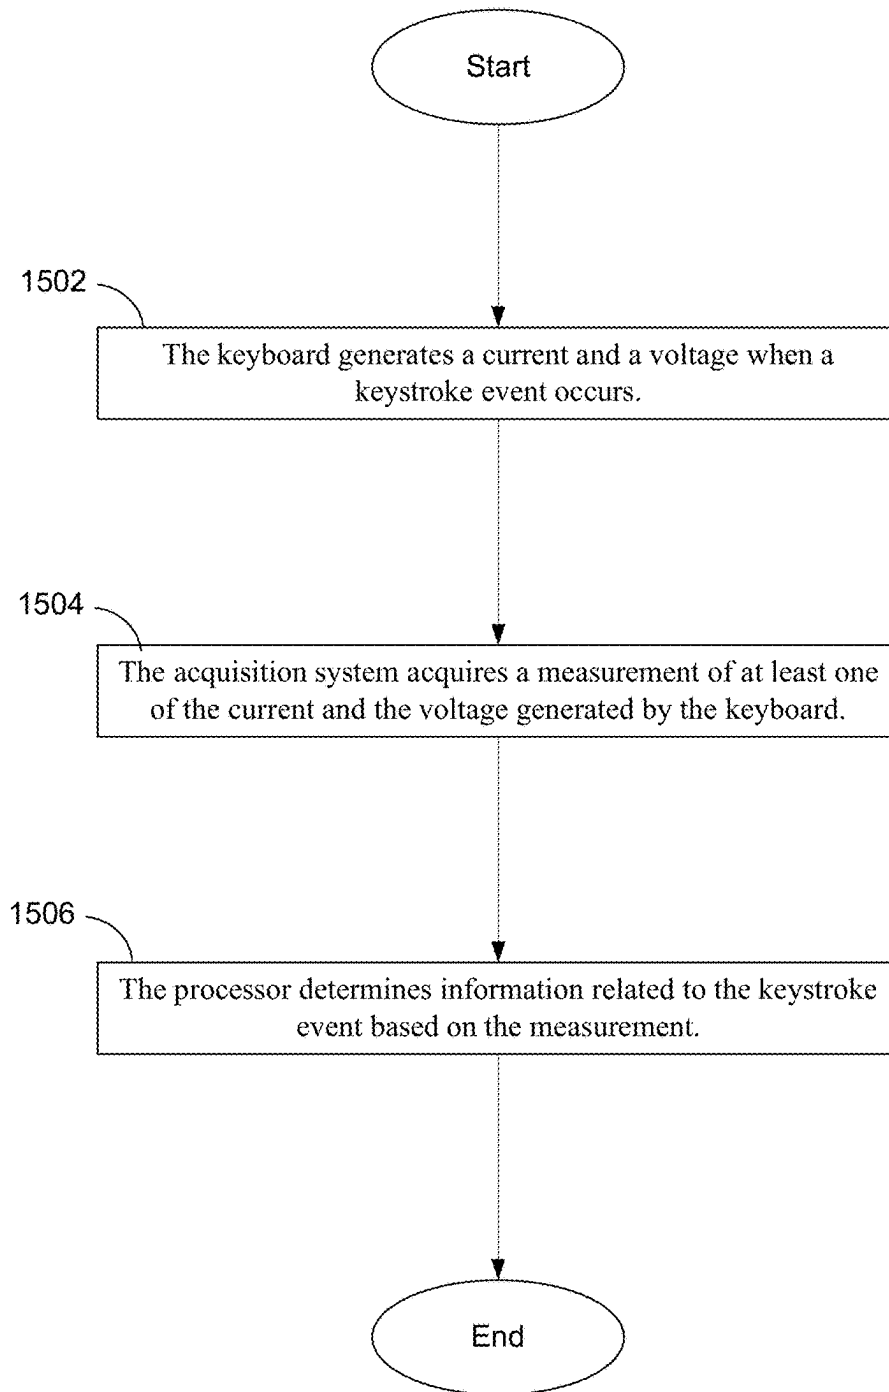 Start
1502
The keyboard generates a current and a voltage when a
keystroke event occurs.
1504
The acquisition system acquires a measurement of at least one
of the current and the voltage generated by the keyboard.
1506
The processor determines information related to the keystroke
event based on the measurement.
End